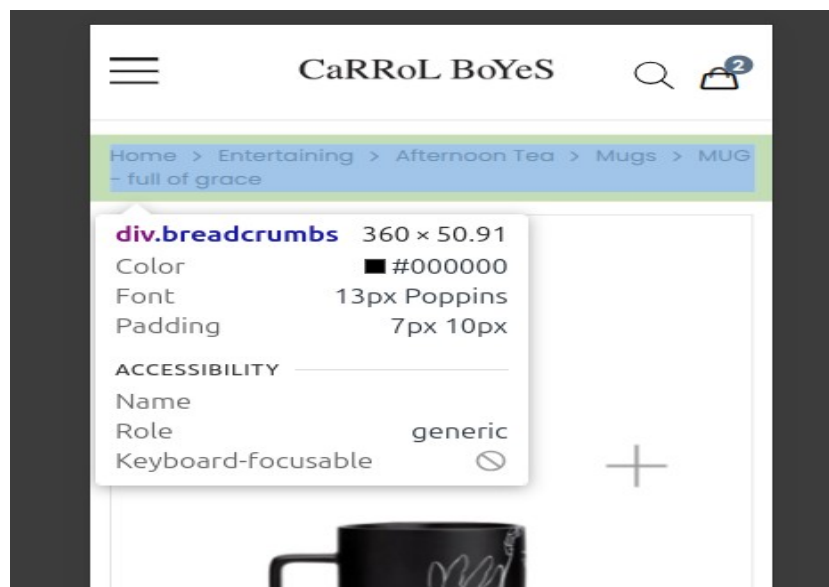 CaRRoL BoYeS
2
Home > Entertaining > Afternoon Tea > Mugs > MUG
- full of grace
div.breadcrumbs 360 × 50.91
Color #000000
Font 13px Poppins
Padding 7px 10px
ACCESSIBILITY
Name
Role generic
Keyboard-focusable